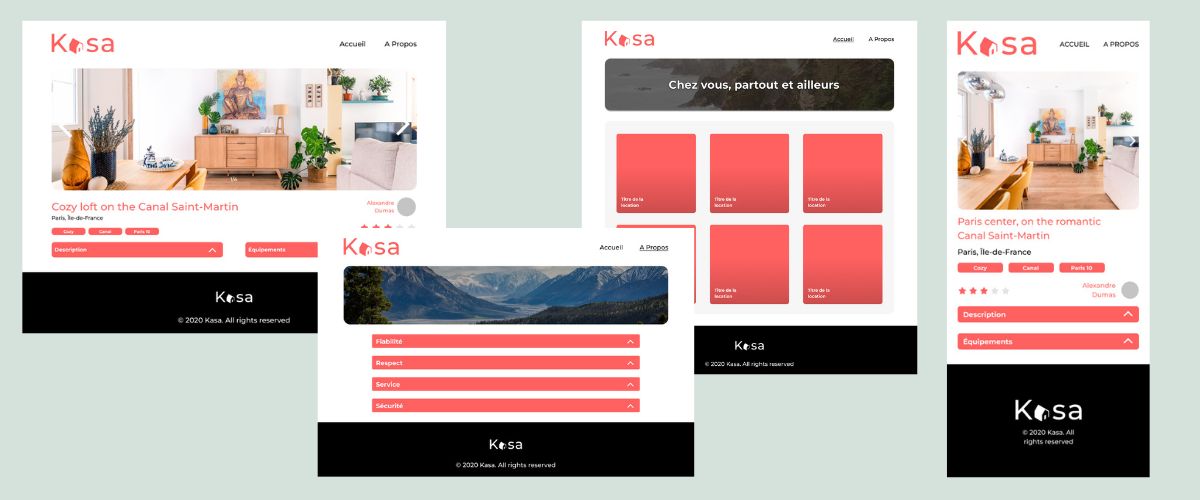 Kasa
Accueil A Propos
1/4
Cozy loft on the Canal Saint-Martin
Paris, Île-de-France
Alexandre
Dumas
Cozy Canal Paris 10
Description
Equipements
Kasa
© 2020 Kasa. All rights reserved
Kasa
Accueil A Propos
Fiabilité
Respect
Service
Sécurité
Kasa
© 2020 Kasa. All rights reserved
Kasa
Accueil A Propos
Chez vous, partout et ailleurs
Titre de la
location
Titre de la
location
Titre de la
location
Titre de la
location
Titre de la
location
Kasa
© 2020 Kasa. All rights reserved
Kasa
ACCUEIL A PROPOS
Paris center, on the romantic
Canal Saint-Martin
Paris, Île-de-France
Cozy Canal Paris 10
Alexandre
Dumas
Description
Équipements
Kasa
© 2020 Kasa. All
rights reserved